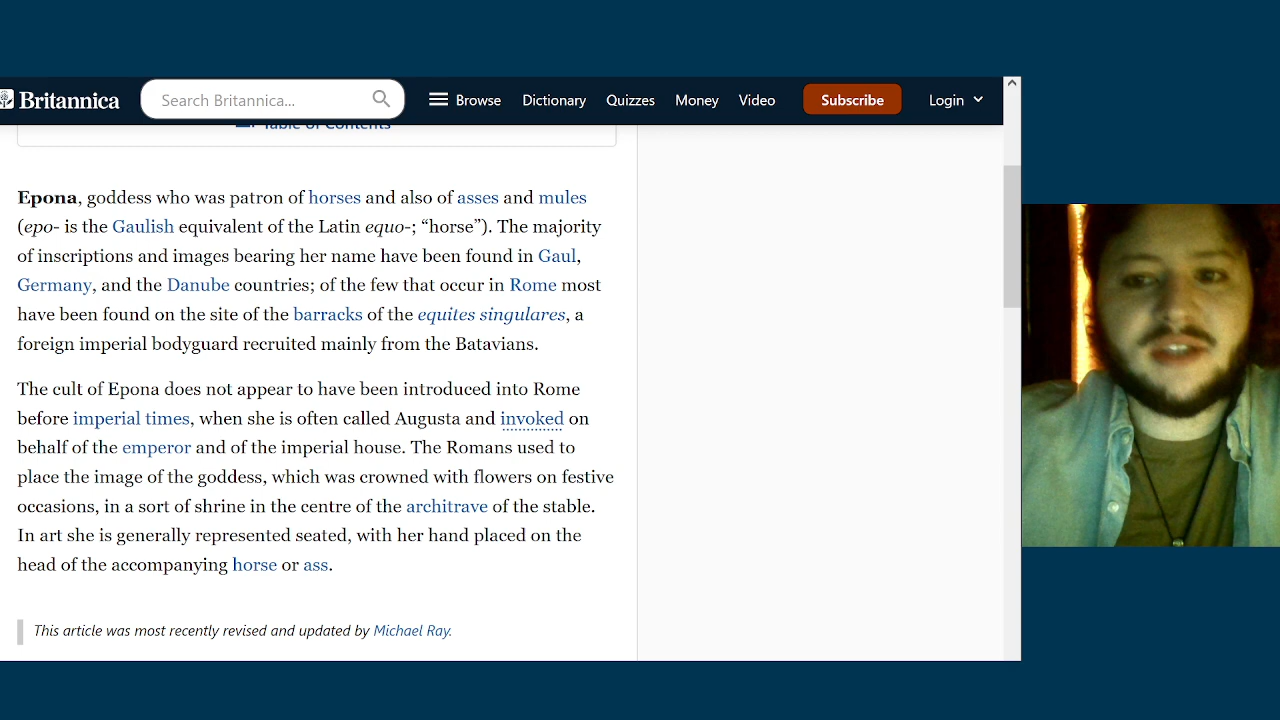 Britannica
Search Britannica...
Browse
Dictionary
Quizzes
Money
Video
Subscribe
Login
Table of Contents
Epona, goddess who was patron of horses and also of asses and mules
(epo- is the Gaulish equivalent of the Latin equo-; “horse”). The majority
of inscriptions and images bearing her name have been found in Gaul,
Germany, and the Danube countries; of the few that occur in Rome most
have been found on the site of the barracks of the equites singulares, a
foreign imperial bodyguard recruited mainly from the Batavians.
The cult of Epona does not appear to have been introduced into Rome
before imperial times, when she is often called Augusta and invoked on
behalf of the emperor and of the imperial house. The Romans used to
place the image of the goddess, which was crowned with flowers on festive
occasions, in a sort of shrine in the centre of the architrave of the stable.
In art she is generally represented seated, with her hand placed on the
head of the accompanying horse or ass.
This article was most recently revised and updated by Michael Ray.